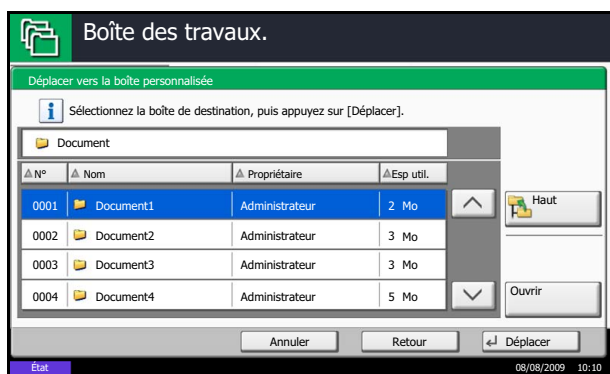 Boîte des travaux.
Déplacer vers la boîte personnalisée
Sélectionnez la boîte de destination, puis appuyez sur [Déplacer].
Document
N° Nom Propriétaire Esp util.
0001 Document1 Administrateur 2 Mo
0002 Document2 Administrateur 3 Mo
0003 Document3 Administrateur 3 Mo
0004 Document4 Administrateur 5 Mo
Haut
Ouvrir
Annuler Retour Déplacer
État 08/08/2009 10:10